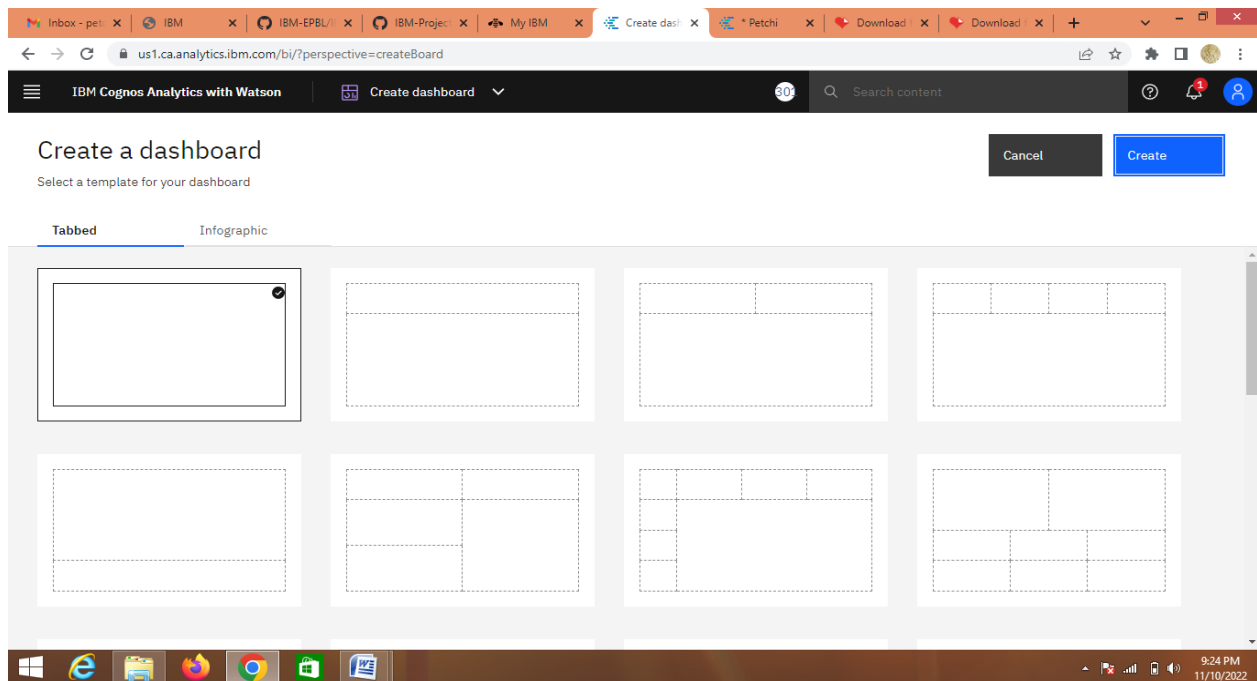 Inbox - pet
IBM
IBM-EPBL/I
IBM-Project
My IBM
Create dash
* Petchi
Download
Download
us1.ca.analytics.ibm.com/bi/?perspective=createBoard
IBM Cognos Analytics with Watson
Create dashboard
Search content
1
Create a dashboard
Cancel
Create
Select a template for your dashboard
Tabbed
Infographic
9:24 PM
11/10/2022